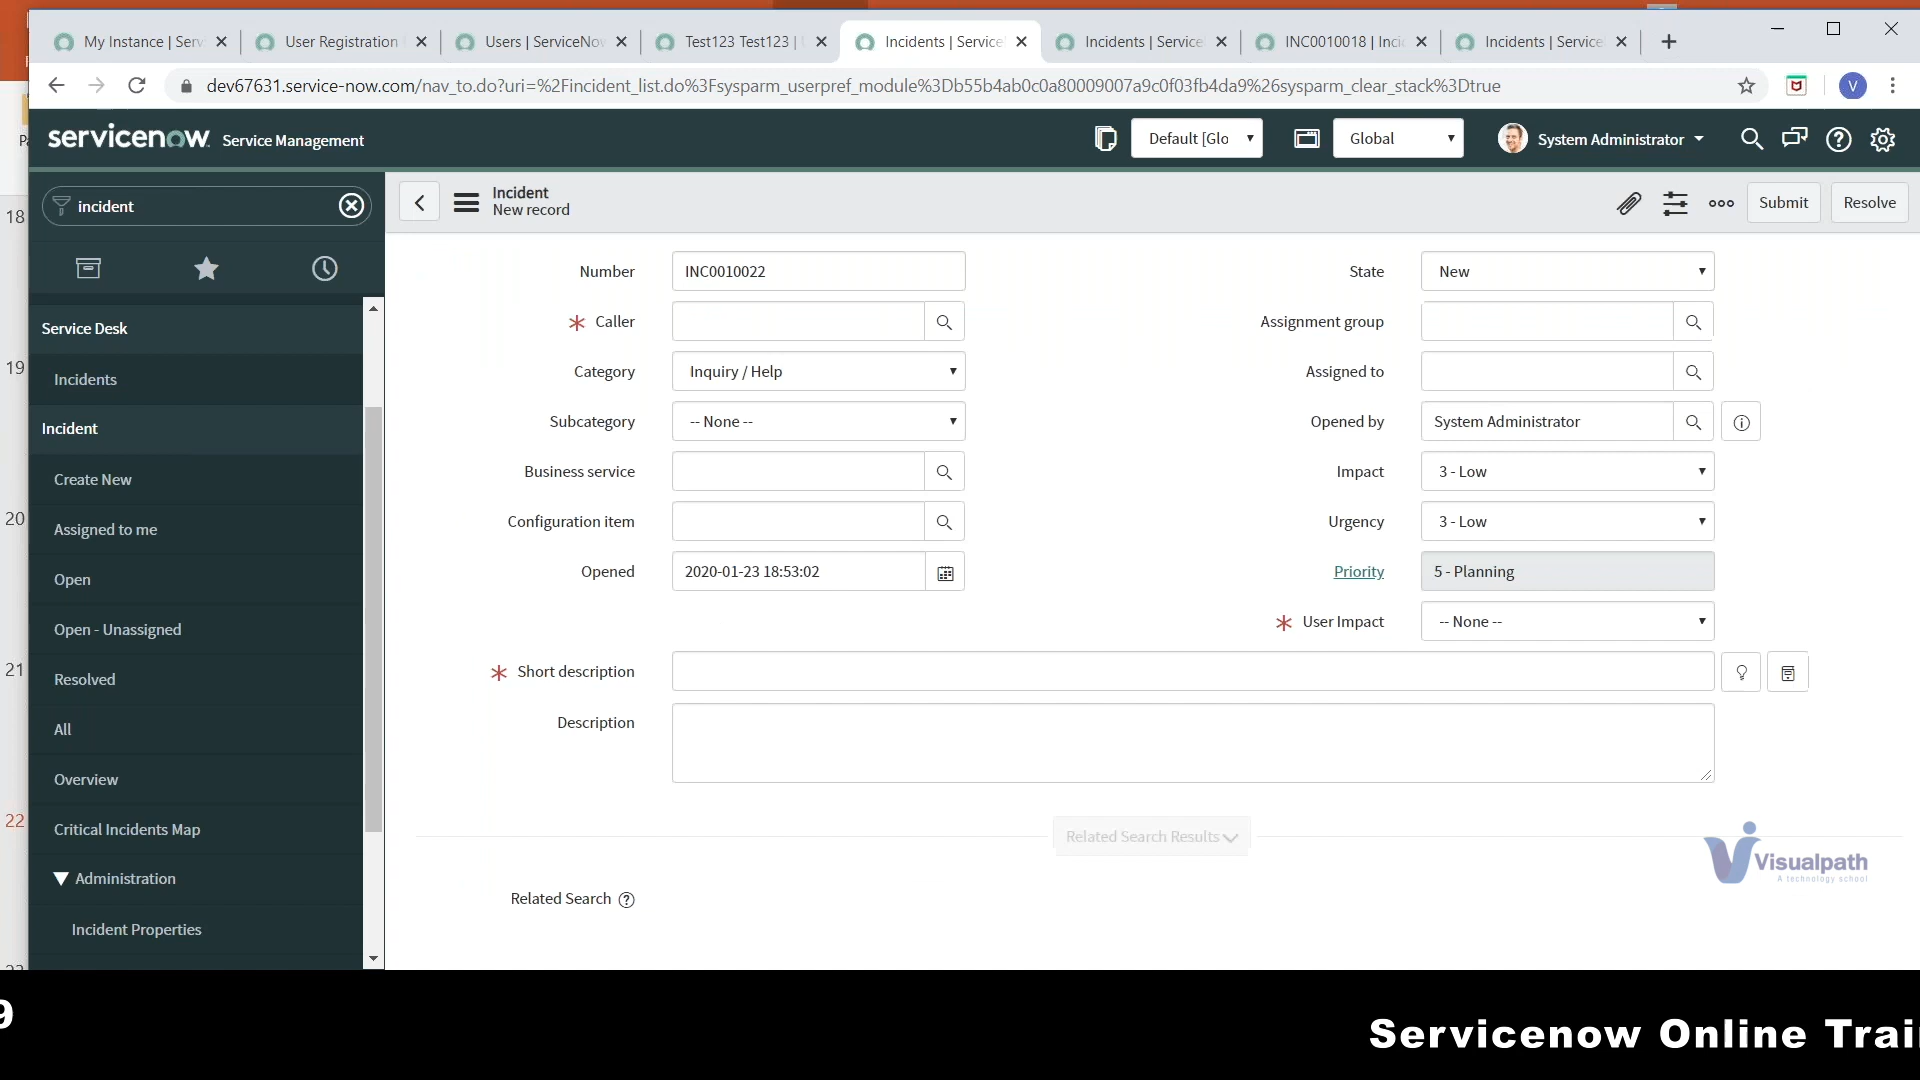 My Instance | Serv
User Registration
Users | ServiceNow
Test123 Test123 |
Incidents | Service
Incidents | Service
INC0010018 | Inci
Incidents | Service
dev67631.service-now.com/nav_to.do?uri=%2Fincident_list.do%3Fsysparm_userpref_module%3Db55b4ab0c0a80009007a9c0f03fb4da9%26sysparm_clear_stack%3Dtrue
V
servicenow Service Management
Default [Glo
Global
System Administrator
incident
Incident
New record
Submit
Resolve
18
19
20
21
22
Service Desk
Incidents
Incident
Create New
Assigned to me
Open
Open - Unassigned
Resolved
All
Overview
Critical Incidents Map
Administration
Incident Properties
Number INC0010022
Caller
Category Inquiry / Help
Subcategory -- None --
Business service
Configuration item
Opened 2020-01-23 18:53:02
State New
Assignment group
Assigned to
Opened by System Administrator
Impact 3 - Low
Urgency 3 - Low
Priority 5 - Planning
User Impact -- None --
Short description
Description
Related Search Results
Related Search
Visualpath
A technology school
9
Servicenow Online Trai